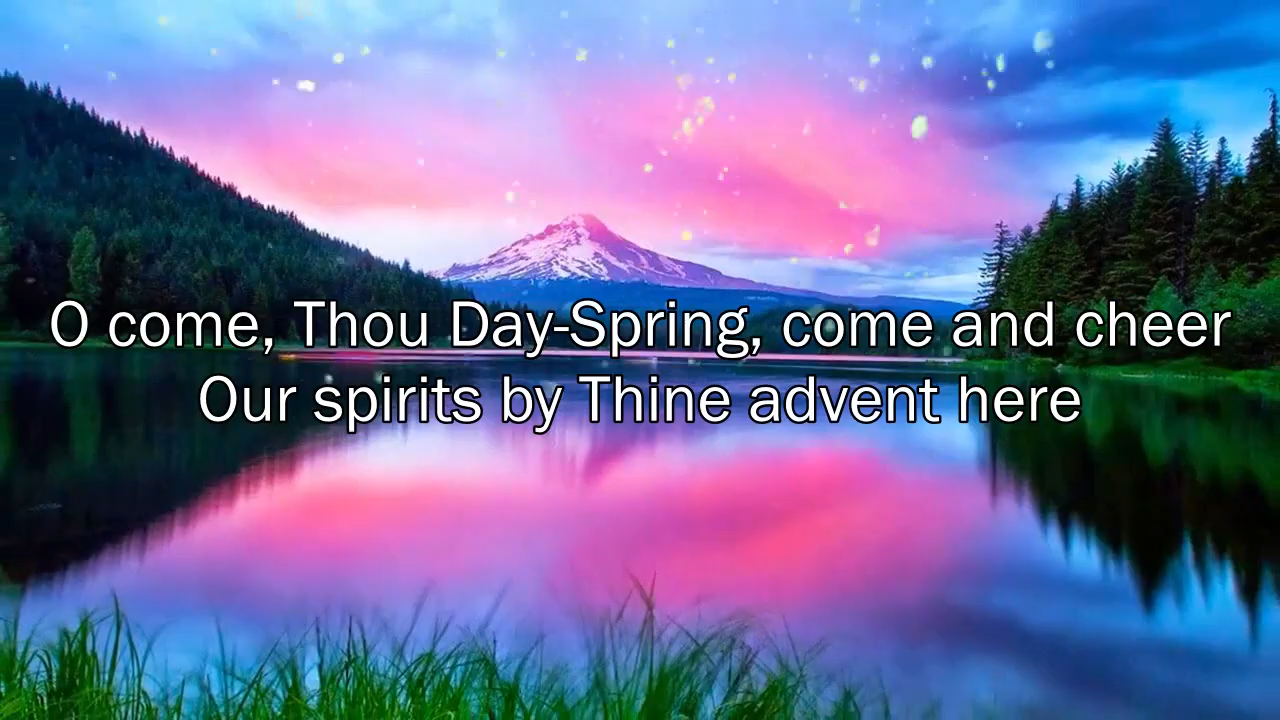 O come, Thou Day-Spring, come and cheer
Our spirits by Thine advent here